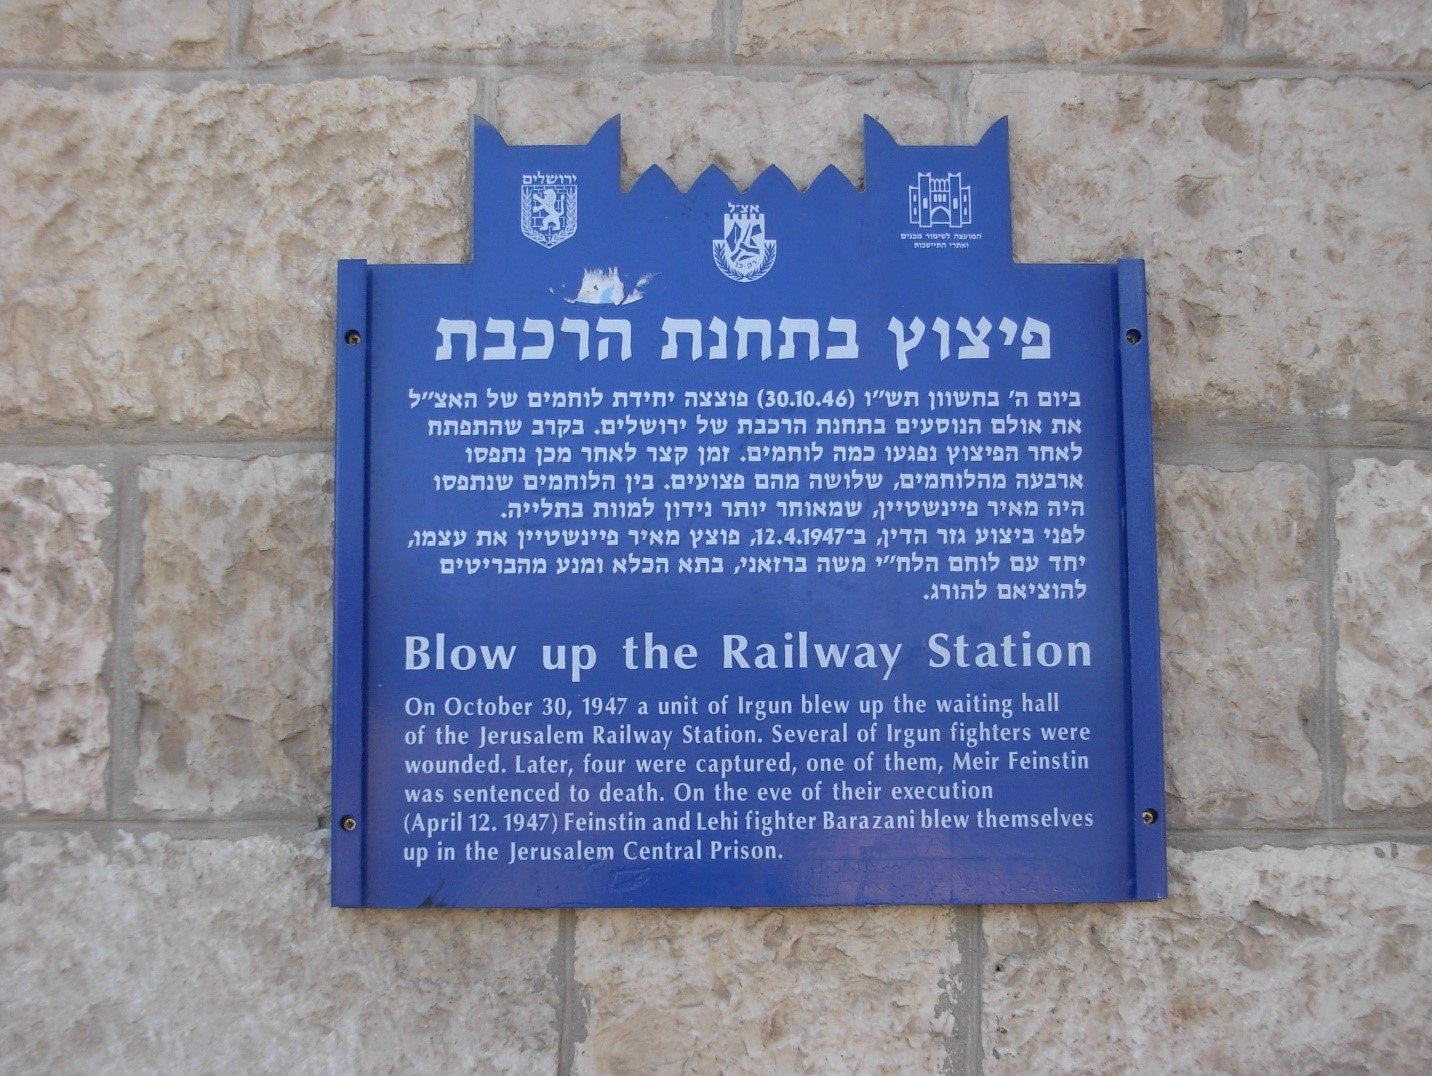 ירושלים
אצ"ל
המועצה לשימור מבנים
ואתרי התיישבות
פיצוץ בתחנת הרכבת
ביום ה' בחשוון תש"ו (30.10.46) פוצצה יחידת לוחמים של האצ"ל
את אולם הנוסעים בתחנת הרכבת של ירושלים. בקרב שהתפתח
לאחר הפיצוץ נפגעו כמה לוחמים. זמן קצר לאחר מכן נתפסו
ארבעה מהלוחמים, שלושה מהם פצועים. בין הלוחמים שנתפסו
היה מאיר פיינשטיין, שמאוחר יותר נידון למוות בתלייה.
לפני ביצוע גזר הדין, ב־12.4.1947, פוצץ מאיר פיינשטיין את עצמו,
יחד עם לוחם הלח"י משה ברזאני, בתא הכלא ומנע מהבריטים
להוציאם להורג.
Blow up the Railway Station
On October 30, 1947 a unit of Irgun blew up the waiting hall
of the Jerusalem Railway Station. Several of Irgun fighters were
wounded. Later, four were captured, one of them, Meir Feinstin
was sentenced to death. On the eve of their execution
(April 12. 1947) Feinstin and Lehi fighter Barazani blew themselves
up in the Jerusalem Central Prison.